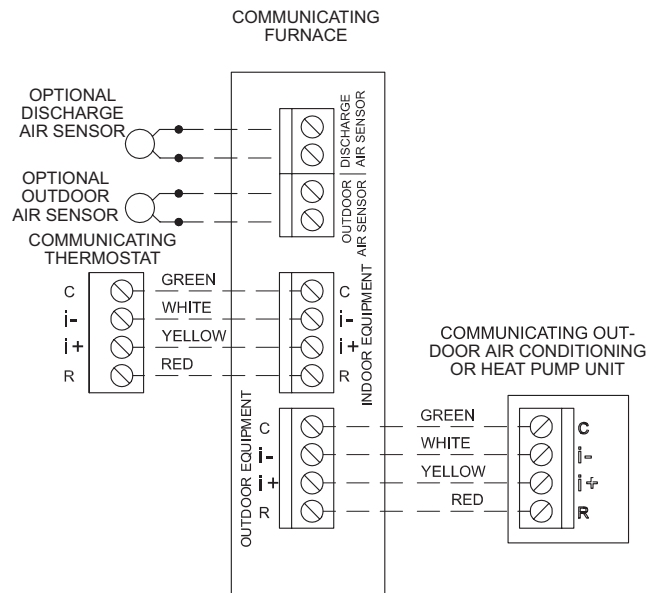 COMMUNICATING
FURNACE
OPTIONAL
DISCHARGE
AIR SENSOR
DISCHARGE
AIR SENSOR
OPTIONAL
OUTDOOR
AIR SENSOR
OUTDOOR
AIR SENSOR
COMMUNICATING
THERMOSTAT
C GREEN C
i- WHITE i-
i+ YELLOW i+
R RED R
INDOOR EQUIPMENT
COMMUNICATING OUT-
DOOR AIR CONDITIONING
OR HEAT PUMP UNIT
OUTDOOR EQUIPMENT
C GREEN C
i- WHITE i-
i+ YELLOW i+
R RED R